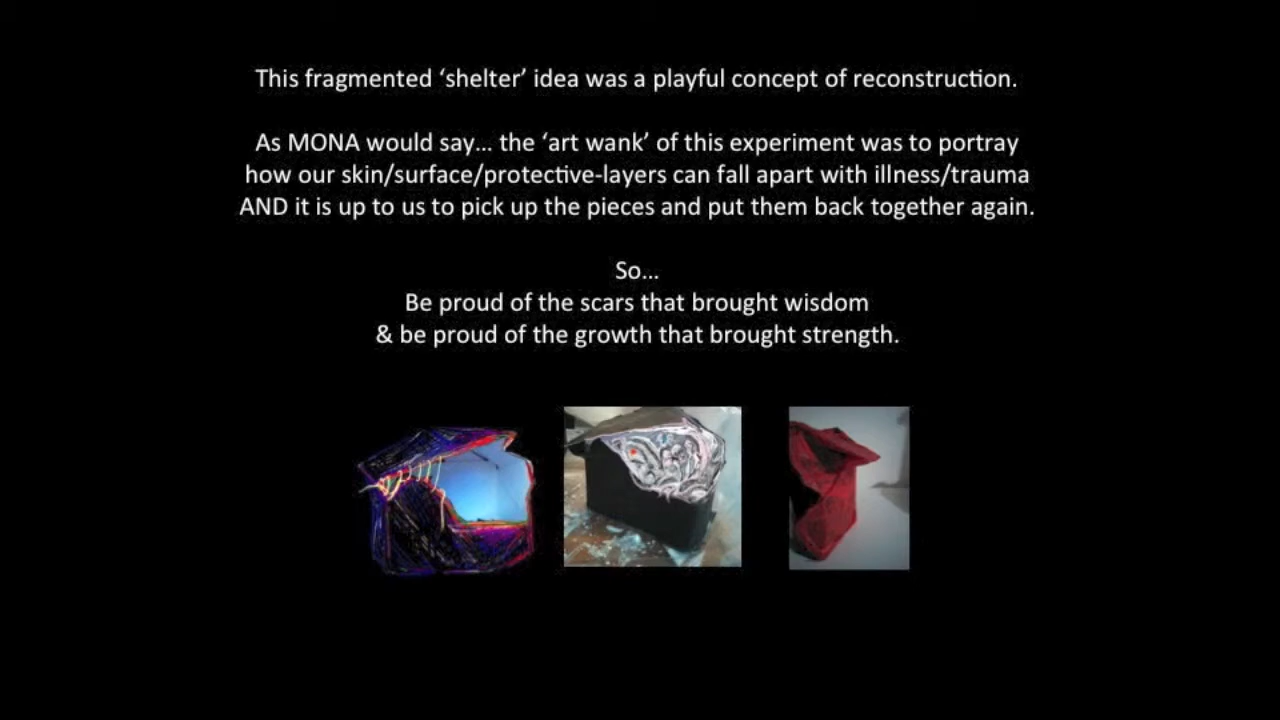 This fragmented ‘shelter’ idea was a playful concept of reconstruction.
As MONA would say… the ‘art wank’ of this experiment was to portray
how our skin/surface/protective-layers can fall apart with illness/trauma
AND it is up to us to pick up the pieces and put them back together again.
So…
Be proud of the scars that brought wisdom
& be proud of the growth that brought strength.